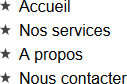 ★ Accueil
★ Nos services
★ A propos
★ Nous contacter